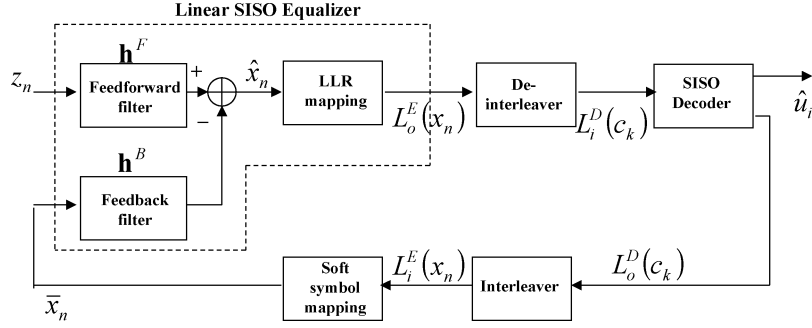 Linear SISO Equalizer
h^F
z_n
Feedforward
filter
+
−
x̂_n
LLR
mapping
L_o^E(x_n)
De-
interleaver
L_i^D(c_k)
SISO
Decoder
û_i
h^B
Feedback
filter
x̄_n
Soft
symbol
mapping
L_i^E(x_n)
Interleaver
L_o^D(c_k)